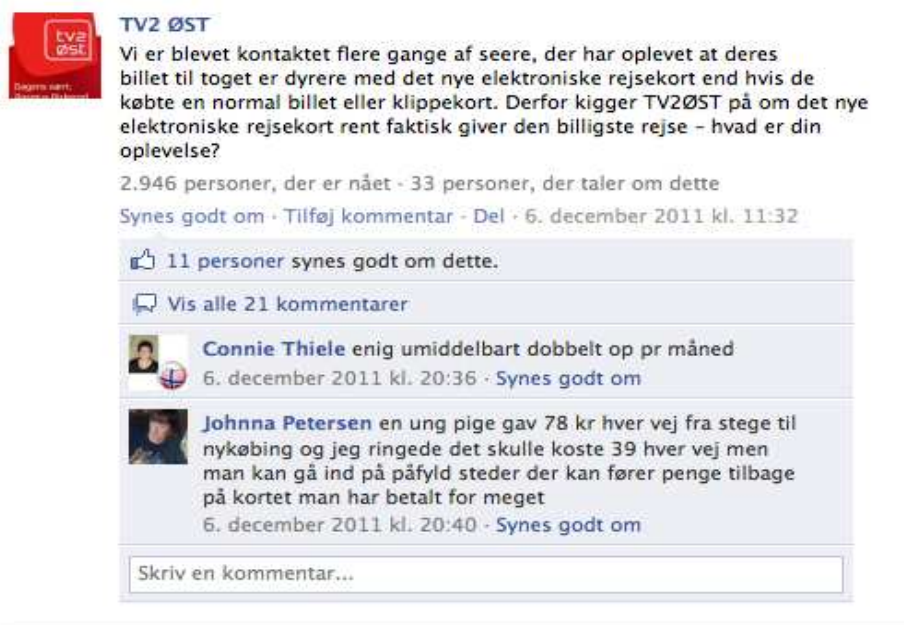 tv2
øst
TV2 ØST
Vi er blevet kontaktet flere gange af seere, der har oplevet at deres
billet til toget er dyrere med det nye elektroniske rejsekort end hvis de
købte en normal billet eller klippekort. Derfor kigger TV2ØST på om det nye
elektroniske rejsekort rent faktisk giver den billigste rejse – hvad er din
oplevelse?
2.946 personer, der er nået · 33 personer, der taler om dette
Synes godt om · Tilføj kommentar · Del · 6. december 2011 kl. 11:32
11 personer synes godt om dette.
Vis alle 21 kommentarer
Connie Thiele enig umiddelbart dobbelt op pr måned
6. december 2011 kl. 20:36 · Synes godt om
Johnna Petersen en ung pige gav 78 kr hver vej fra stege til
nykøbing og jeg ringede det skulle koste 39 hver vej men
man kan gå ind på påfyld steder der kan fører penge tilbage
på kortet man har betalt for meget
6. december 2011 kl. 20:40 · Synes godt om
Skriv en kommentar...